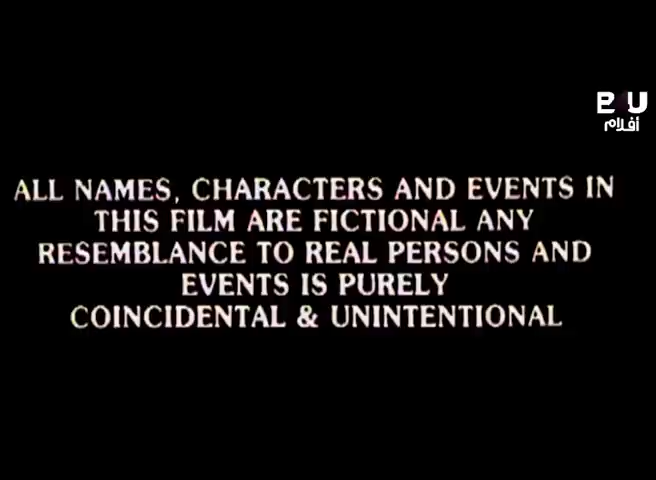 B4U
أفلام
ALL NAMES, CHARACTERS AND EVENTS IN
THIS FILM ARE FICTIONAL ANY
RESEMBLANCE TO REAL PERSONS AND
EVENTS IS PURELY
COINCIDENTAL & UNINTENTIONAL